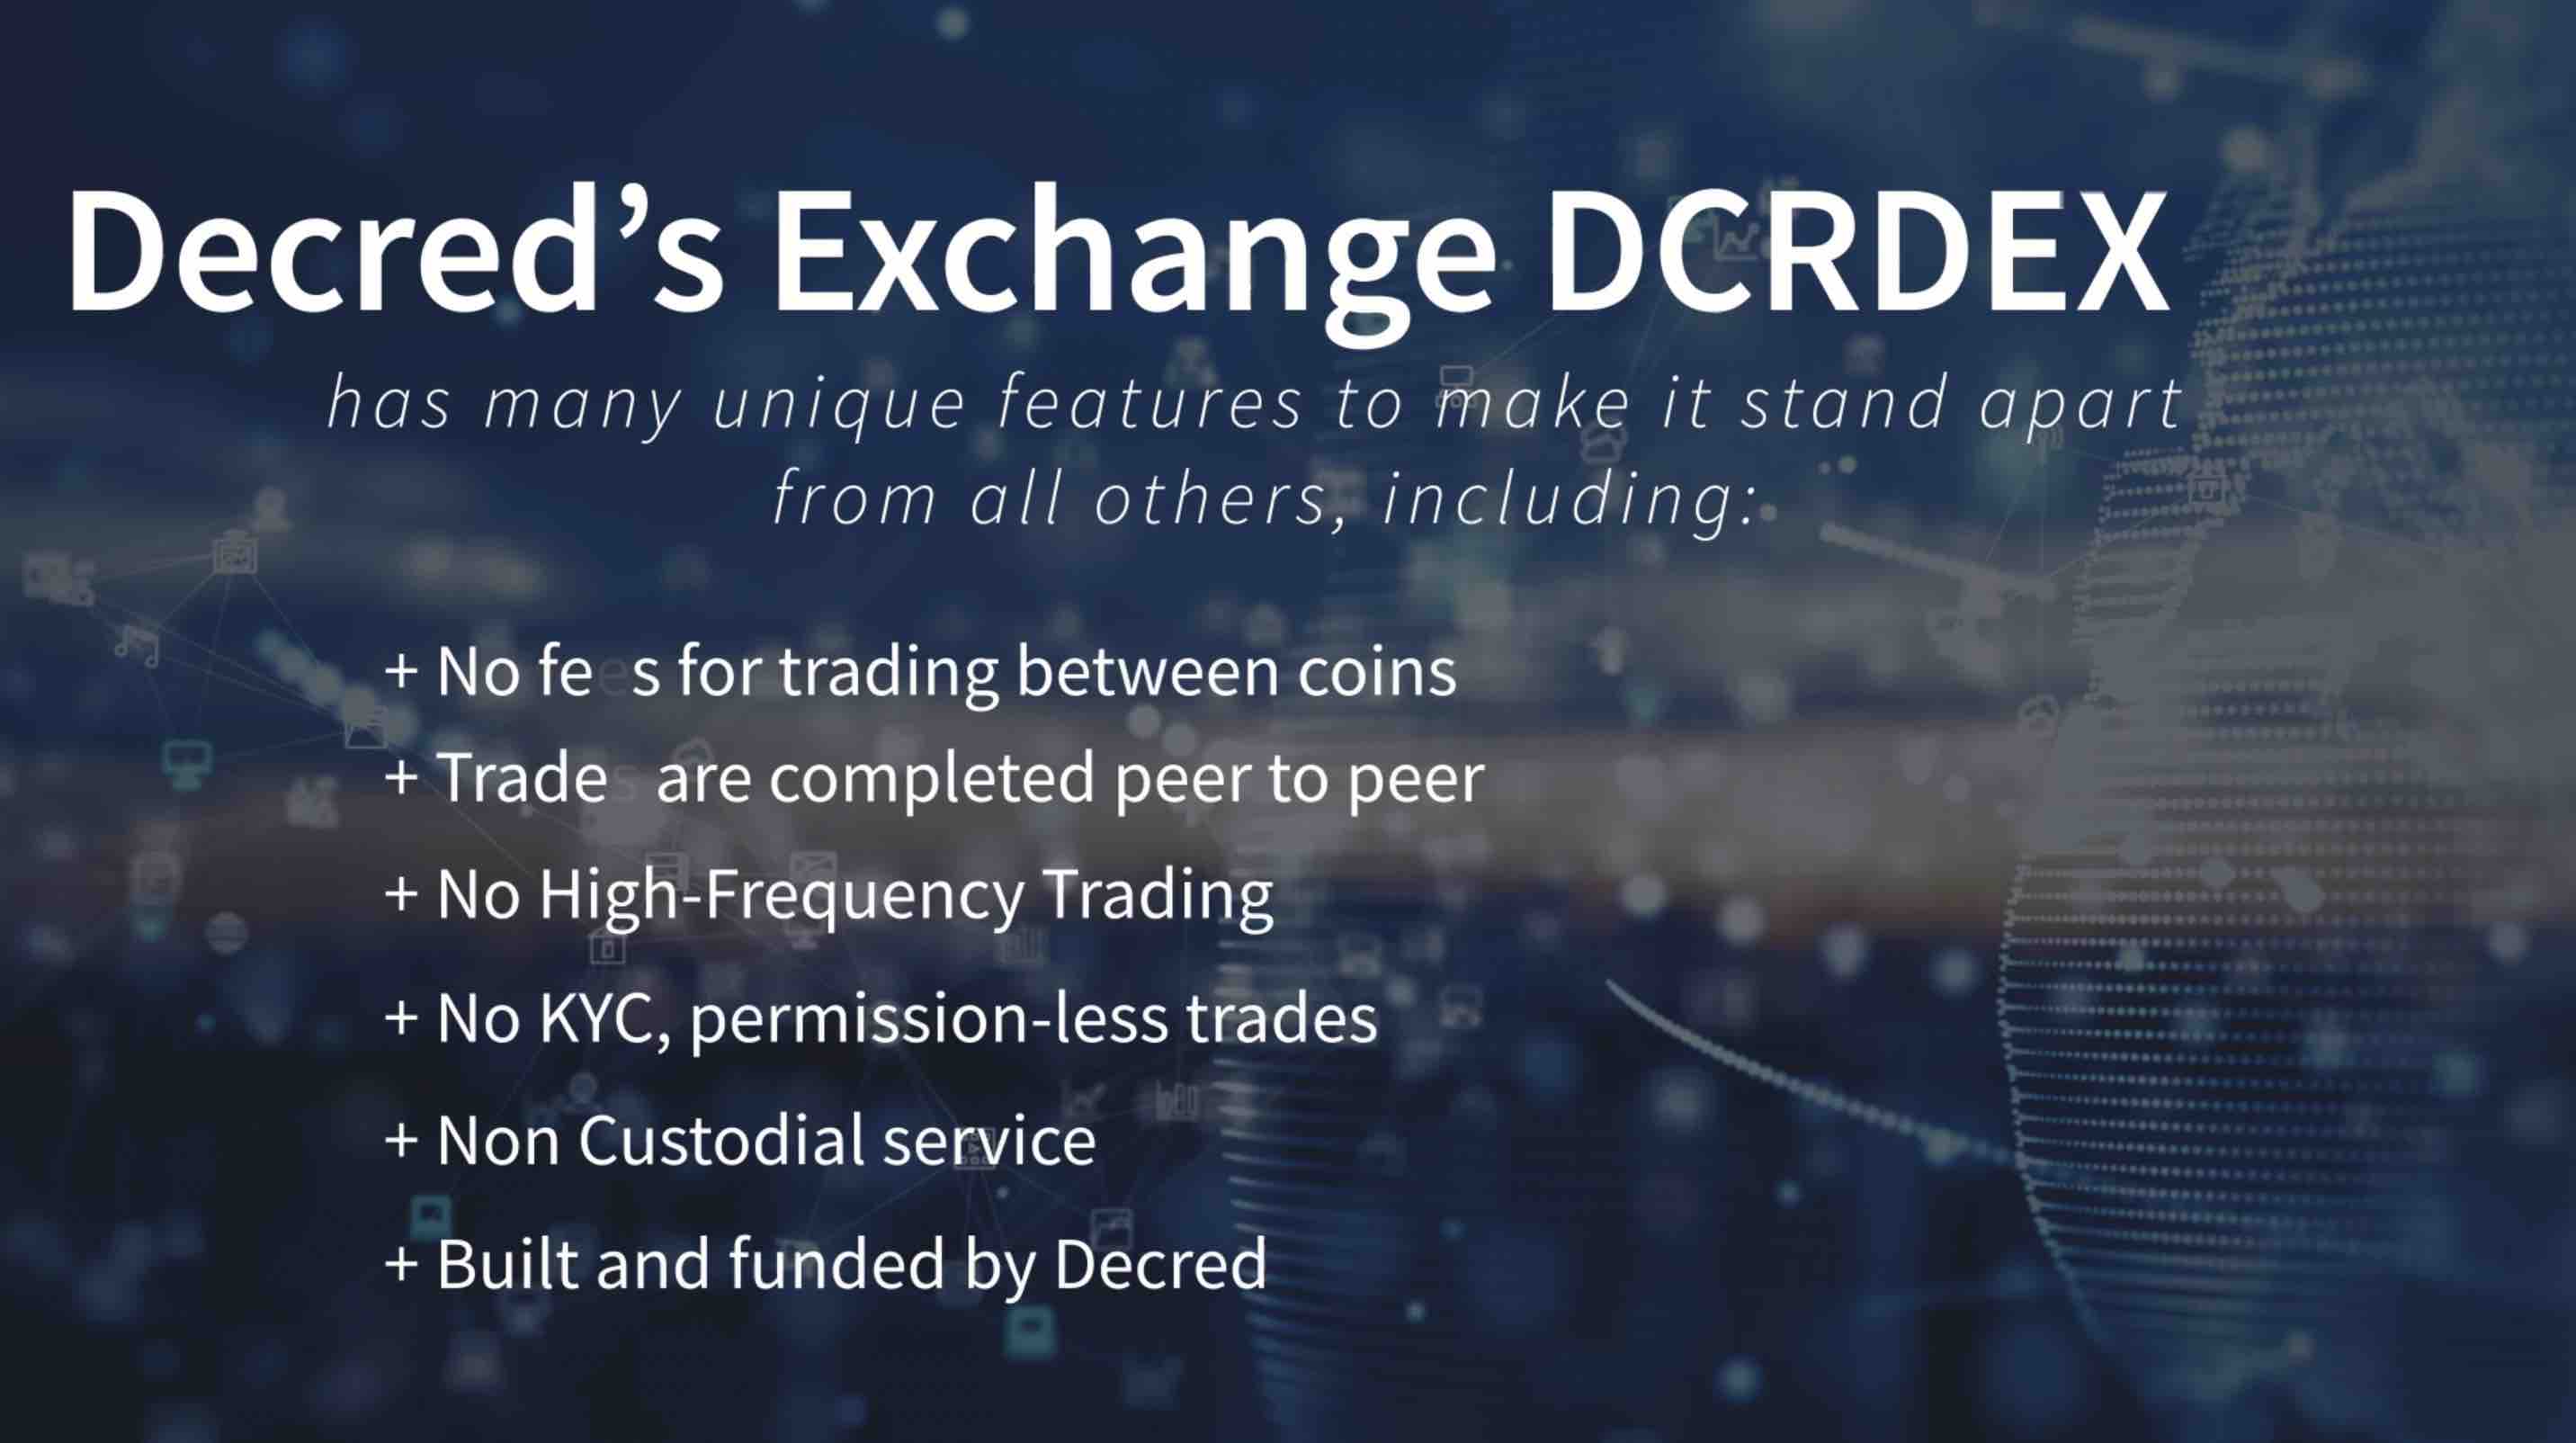 Decred’s Exchange DCRDEX
has many unique features to make it stand apart
from all others, including:
+ No fees for trading between coins
+ Trades are completed peer to peer
+ No High-Frequency Trading
+ No KYC, permission-less trades
+ Non Custodial service
+ Built and funded by Decred